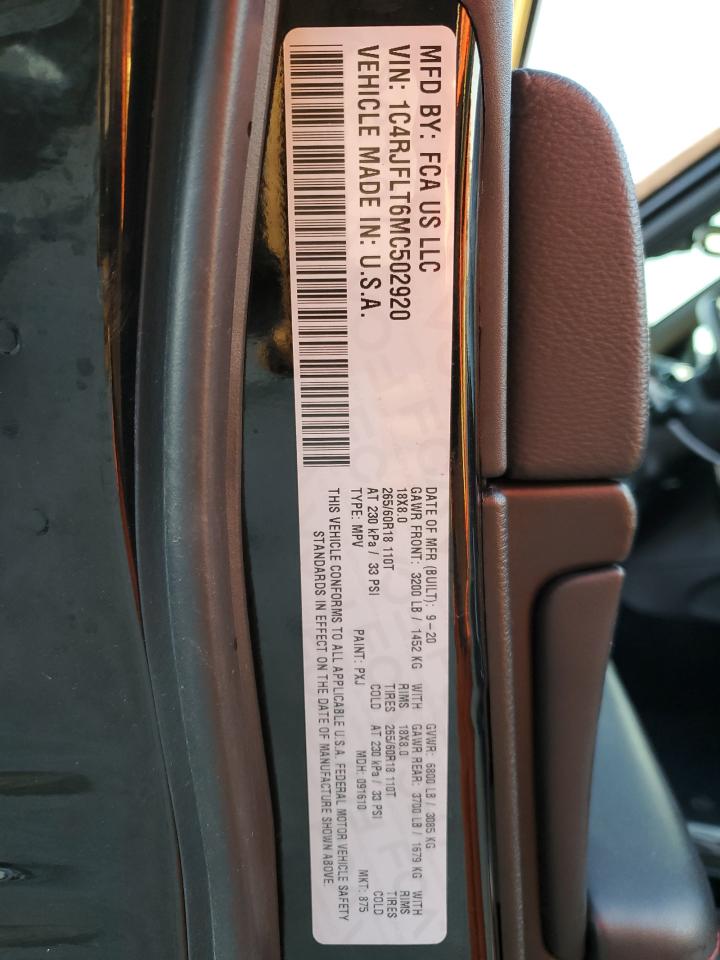 MFD BY: FCA US LLC
VIN: 1C4RJFLT6MC502920
VEHICLE MADE IN: U.S.A.
DATE OF MFR (BUILT): 9-20 GVWR: 6800 LB / 3085 KG
GAWR FRONT: 3200 LB / 1452 KG WITH GAWR REAR: 3700 LB / 1679 KG WITH
18X8.0 RIMS 18X8.0 RIMS
265/60R18 110T TIRES 265/60R18 110T TIRES
AT 230 kPa / 33 PSI COLD AT 230 kPa / 33 PSI COLD
TYPE: MPV PAINT: PXJ MDH: 091610 MKT: 875
THIS VEHICLE CONFORMS TO ALL APPLICABLE U.S.A. FEDERAL MOTOR VEHICLE SAFETY
STANDARDS IN EFFECT ON THE DATE OF MANUFACTURE SHOWN ABOVE.